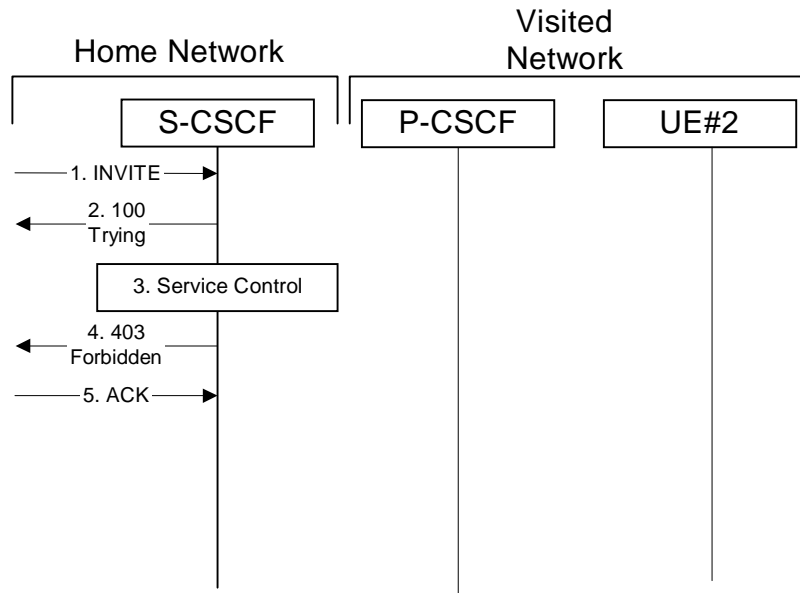 Home Network
Visited
Network
S-CSCF
P-CSCF
UE#2
1. INVITE
2. 100
Trying
3. Service Control
4. 403
Forbidden
5. ACK